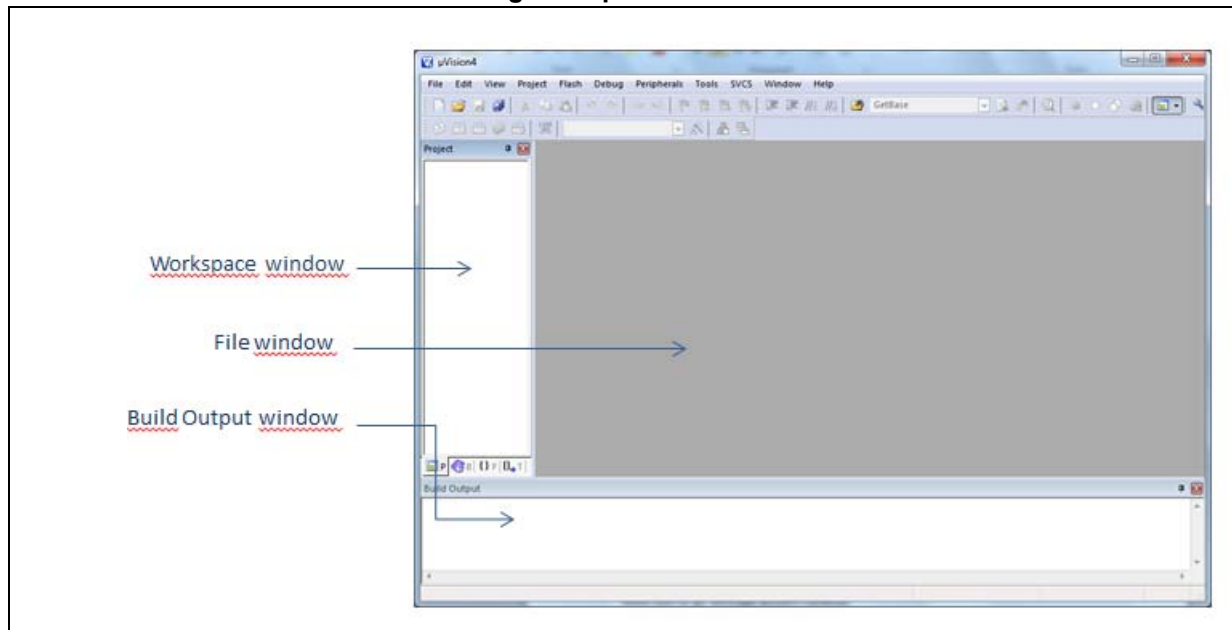 µVision4
File Edit View Project Flash Debug Peripherals Tools SVCS Window Help
GetBase
Project
Workspace window
File window
Build Output window
Build Output